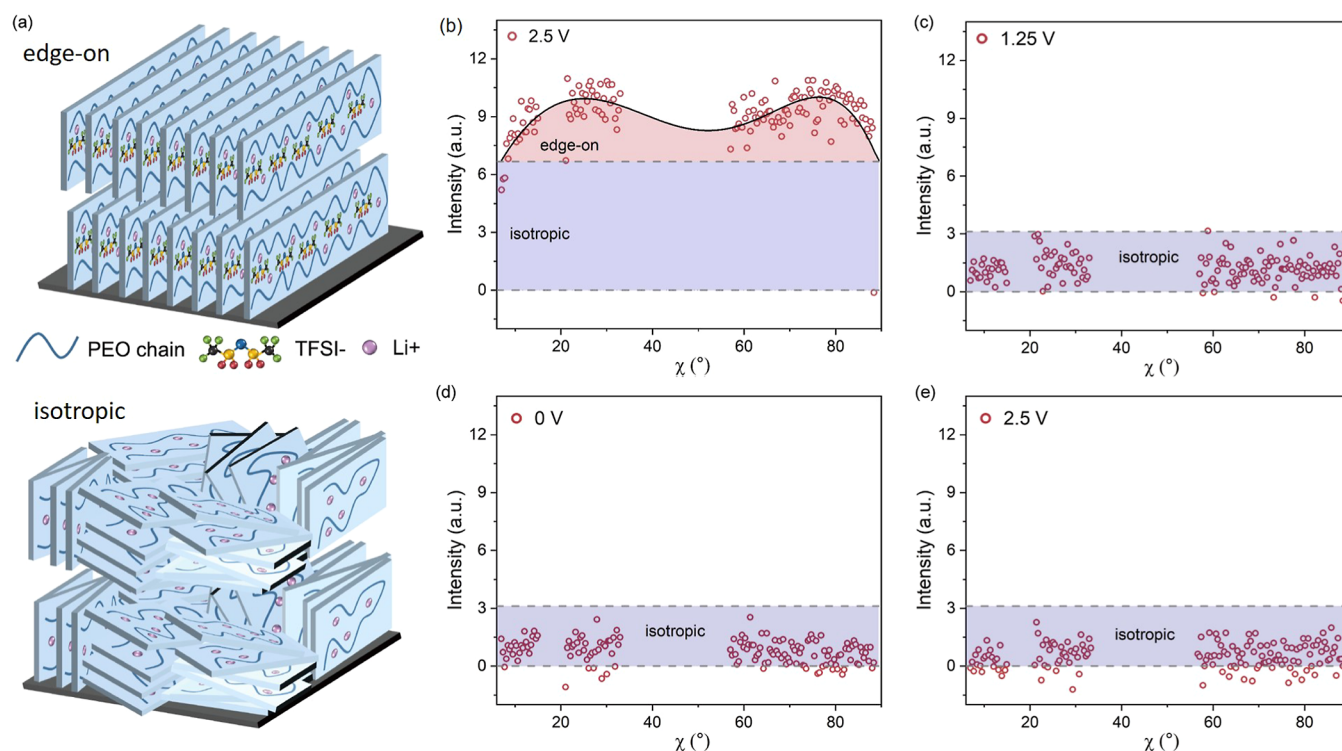 (a)
edge-on
PEO chain TFSI- Li+
isotropic
(b)
2.5 V
Intensity (a.u.)
12
9
6
3
0
edge-on
isotropic
20 40 60 80
χ (°)
(c)
1.25 V
Intensity (a.u.)
12
9
6
3
0
isotropic
20 40 60 80
χ (°)
(d)
0 V
Intensity (a.u.)
12
9
6
3
0
isotropic
20 40 60 80
χ (°)
(e)
2.5 V
Intensity (a.u.)
12
9
6
3
0
isotropic
20 40 60 80
χ (°)